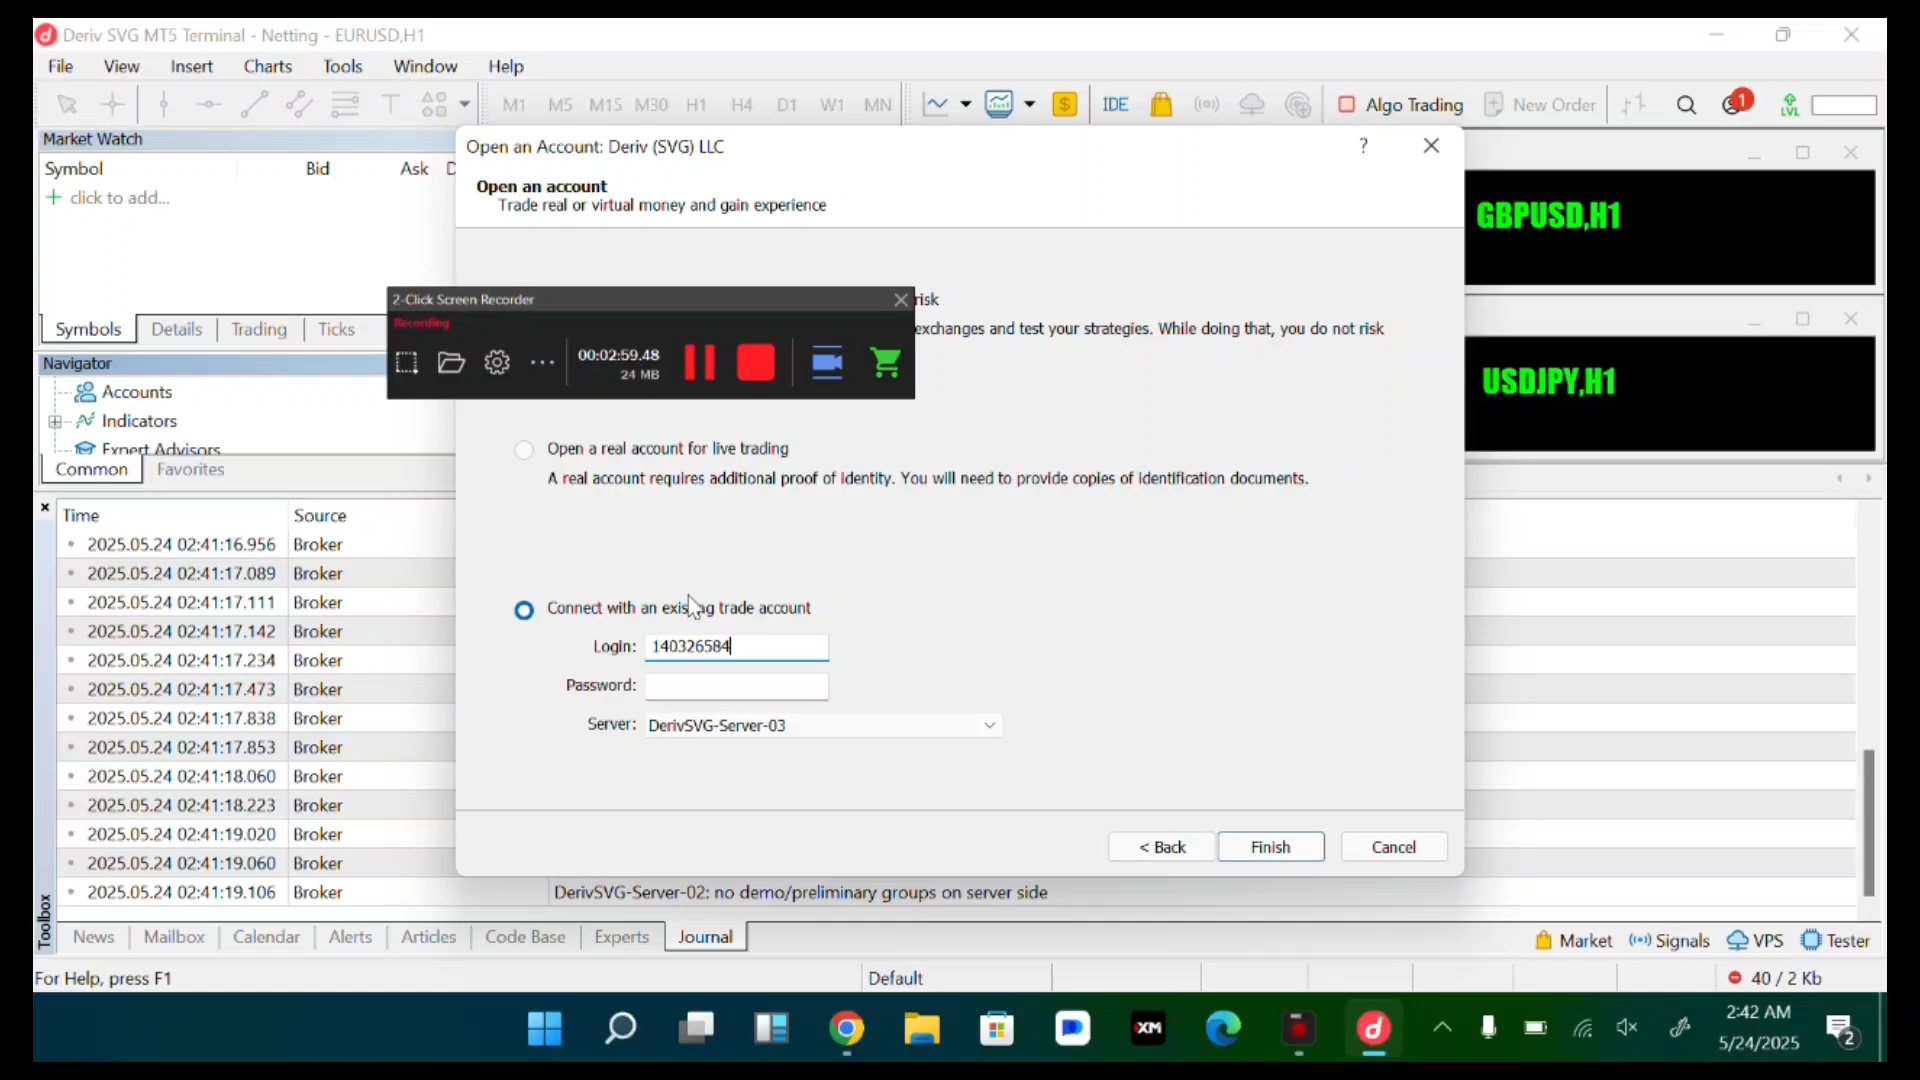 Deriv SVG MT5 Terminal - Netting - EURUSD,H1
File View Insert Charts Tools Window Help
M1 M5 M15 M30 H1 H4 D1 W1 MN IDE Algo Trading New Order 1 LVL
Market Watch
Symbol Bid Ask D
click to add...
Symbols Details Trading Ticks
Navigator
Accounts
Indicators
Expert Advisors
Common Favorites
Open an Account: Deriv (SVG) LLC
Open an account
Trade real or virtual money and gain experience
2-Click Screen Recorder
Recording
00:02:59.48
24 MB
risk
exchanges and test your strategies. While doing that, you do not risk
Open a real account for live trading
A real account requires additional proof of identity. You will need to provide copies of identification documents.
Connect with an existing trade account
Login: 140326584
Password:
Server: DerivSVG-Server-03
< Back Finish Cancel
GBPUSD,H1
USDJPY,H1
Time Source
2025.05.24 02:41:16.956 Broker
2025.05.24 02:41:17.089 Broker
2025.05.24 02:41:17.111 Broker
2025.05.24 02:41:17.142 Broker
2025.05.24 02:41:17.234 Broker
2025.05.24 02:41:17.473 Broker
2025.05.24 02:41:17.838 Broker
2025.05.24 02:41:17.853 Broker
2025.05.24 02:41:18.060 Broker
2025.05.24 02:41:18.223 Broker
2025.05.24 02:41:19.020 Broker
2025.05.24 02:41:19.060 Broker
2025.05.24 02:41:19.106 Broker DerivSVG-Server-02: no demo/preliminary groups on server side
Toolbox
News Mailbox Calendar Alerts Articles Code Base Experts Journal
Market Signals VPS Tester
For Help, press F1 Default 40 / 2 Kb
XM
2:42 AM
5/24/2025
2